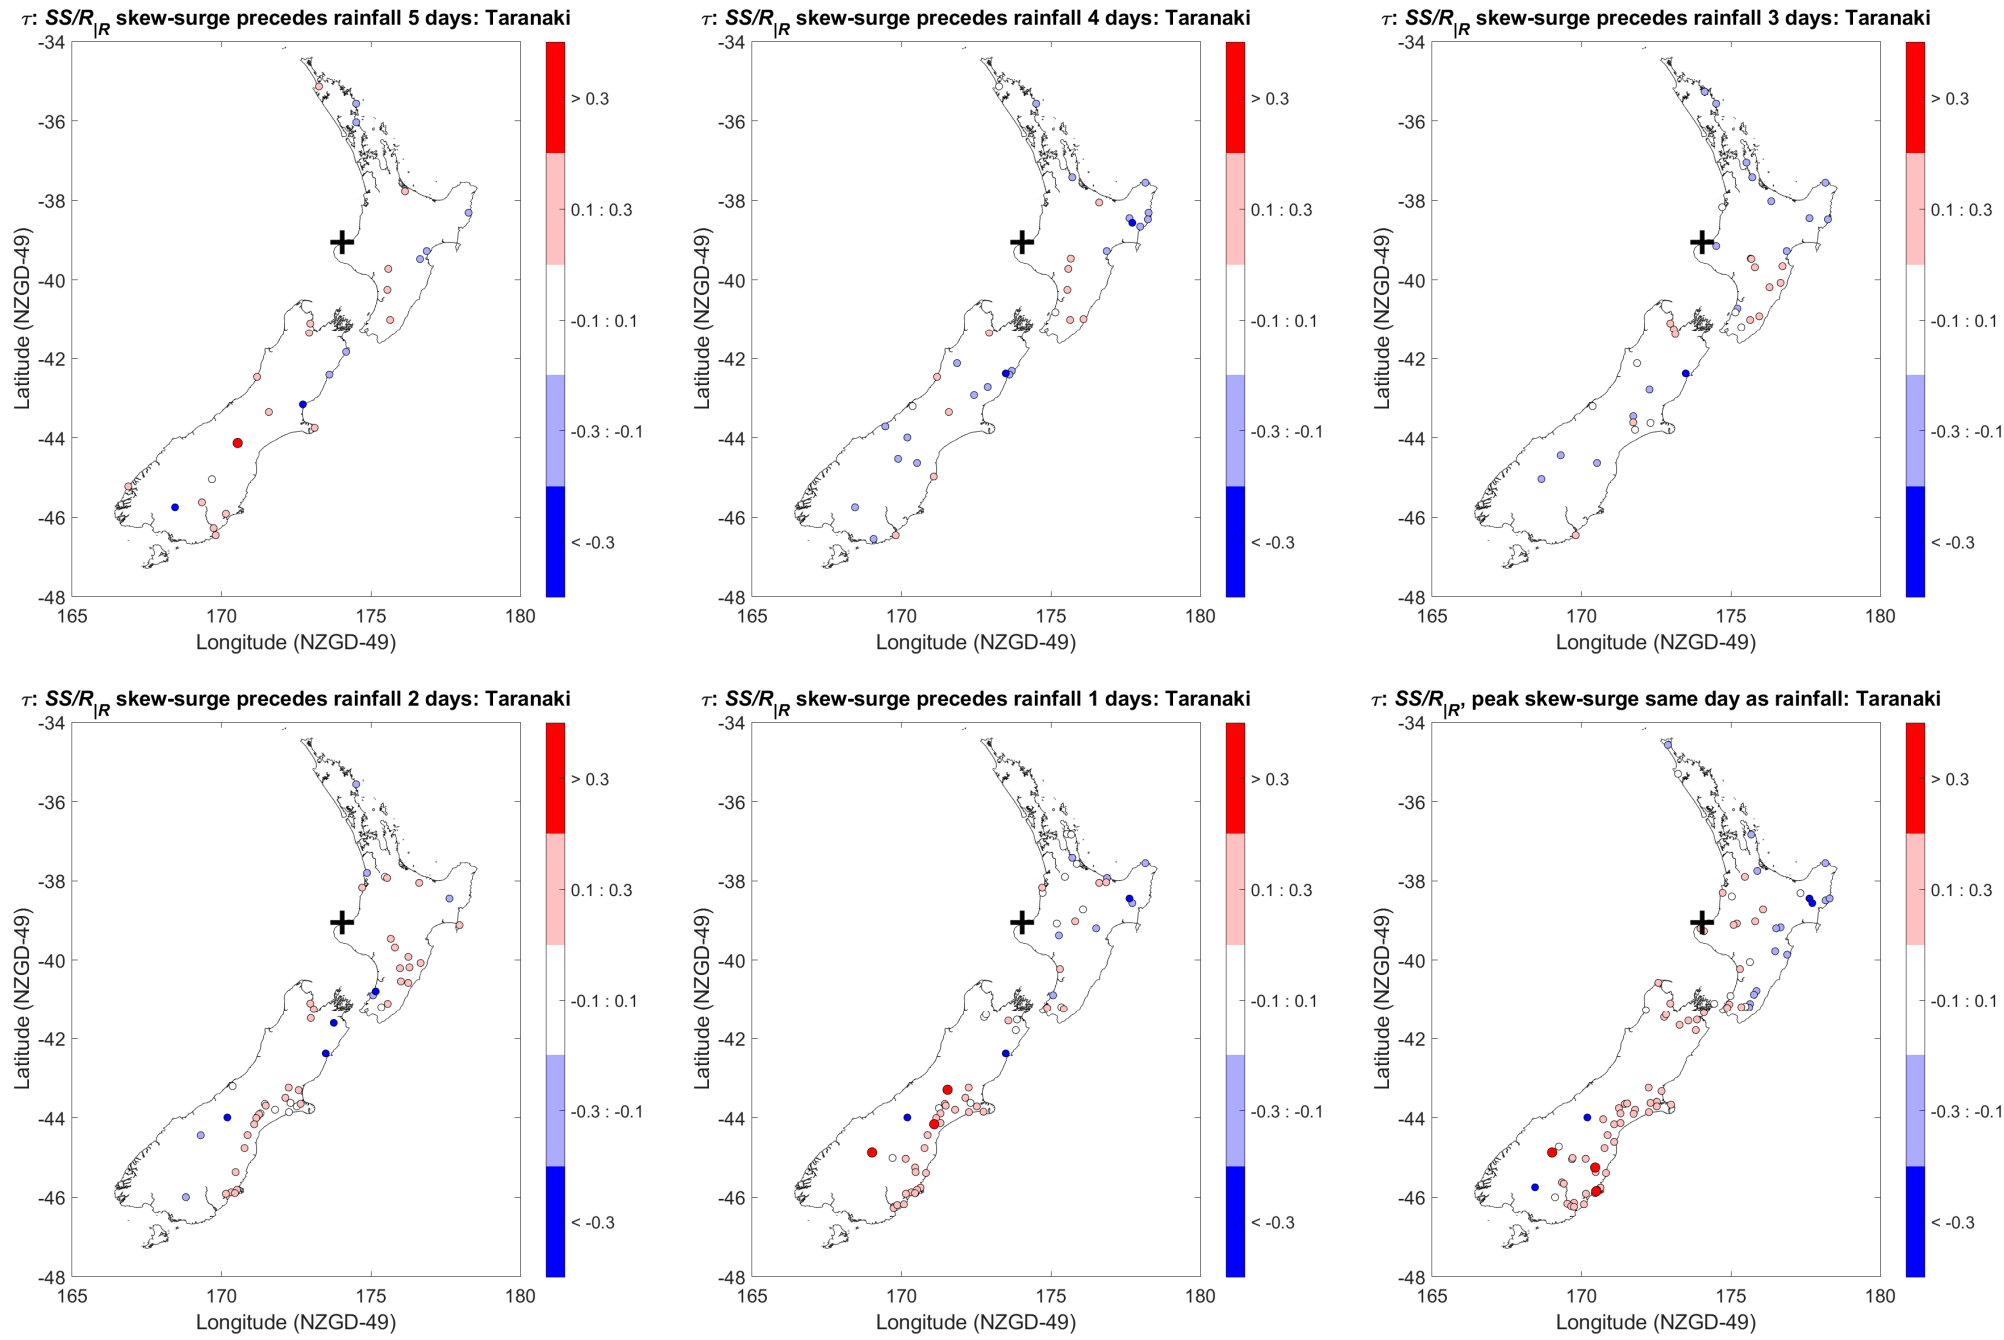 τ: SS/R|R skew-surge precedes rainfall 5 days: Taranaki
-34
-36
-38
-40
-42
-44
-46
-48
165
170
175
180
Latitude (NZGD-49)
Longitude (NZGD-49)
> 0.3
0.1 : 0.3
-0.1 : 0.1
-0.3 : -0.1
< -0.3
τ: SS/R|R skew-surge precedes rainfall 4 days: Taranaki
-34
-36
-38
-40
-42
-44
-46
-48
165
170
175
180
Latitude (NZGD-49)
Longitude (NZGD-49)
> 0.3
0.1 : 0.3
-0.1 : 0.1
-0.3 : -0.1
< -0.3
τ: SS/R|R skew-surge precedes rainfall 3 days: Taranaki
-34
-36
-38
-40
-42
-44
-46
-48
165
170
175
180
Latitude (NZGD-49)
Longitude (NZGD-49)
> 0.3
0.1 : 0.3
-0.1 : 0.1
-0.3 : -0.1
< -0.3
τ: SS/R|R skew-surge precedes rainfall 2 days: Taranaki
-34
-36
-38
-40
-42
-44
-46
-48
165
170
175
180
Latitude (NZGD-49)
Longitude (NZGD-49)
> 0.3
0.1 : 0.3
-0.1 : 0.1
-0.3 : -0.1
< -0.3
τ: SS/R|R skew-surge precedes rainfall 1 days: Taranaki
-34
-36
-38
-40
-42
-44
-46
-48
165
170
175
180
Latitude (NZGD-49)
Longitude (NZGD-49)
> 0.3
0.1 : 0.3
-0.1 : 0.1
-0.3 : -0.1
< -0.3
τ: SS/R|R, peak skew-surge same day as rainfall: Taranaki
-34
-36
-38
-40
-42
-44
-46
-48
165
170
175
180
Latitude (NZGD-49)
Longitude (NZGD-49)
> 0.3
0.1 : 0.3
-0.1 : 0.1
-0.3 : -0.1
< -0.3